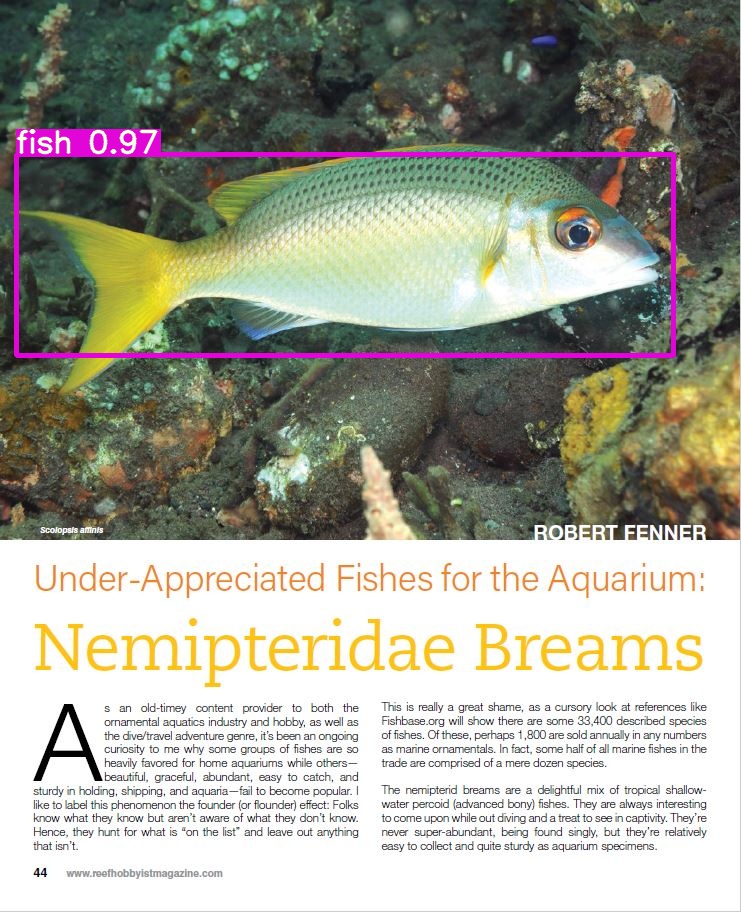 fish 0.97
Scolopsis affinis
ROBERT FENNER
Under-Appreciated Fishes for the Aquarium:
Nemipteridae Breams
As an old-timey content provider to both the
ornamental aquatics industry and hobby, as well as
the dive/travel adventure genre, it's been an ongoing
curiosity to me why some groups of fishes are so
heavily favored for home aquariums while others—
beautiful, graceful, abundant, easy to catch, and
sturdy in holding, shipping, and aquaria—fail to become popular. I
like to label this phenomenon the founder (or flounder) effect: Folks
know what they know but aren't aware of what they don't know.
Hence, they hunt for what is “on the list” and leave out anything
that isn't.
This is really a great shame, as a cursory look at references like
Fishbase.org will show there are some 33,400 described species
of fishes. Of these, perhaps 1,800 are sold annually in any numbers
as marine ornamentals. In fact, some half of all marine fishes in the
trade are comprised of a mere dozen species.
The nemipterid breams are a delightful mix of tropical shallow-
water percoid (advanced bony) fishes. They are always interesting
to come upon while out diving and a treat to see in captivity. They're
never super-abundant, being found singly, but they're relatively
easy to collect and quite sturdy as aquarium specimens.
44 www.reefhobbyistmagazine.com